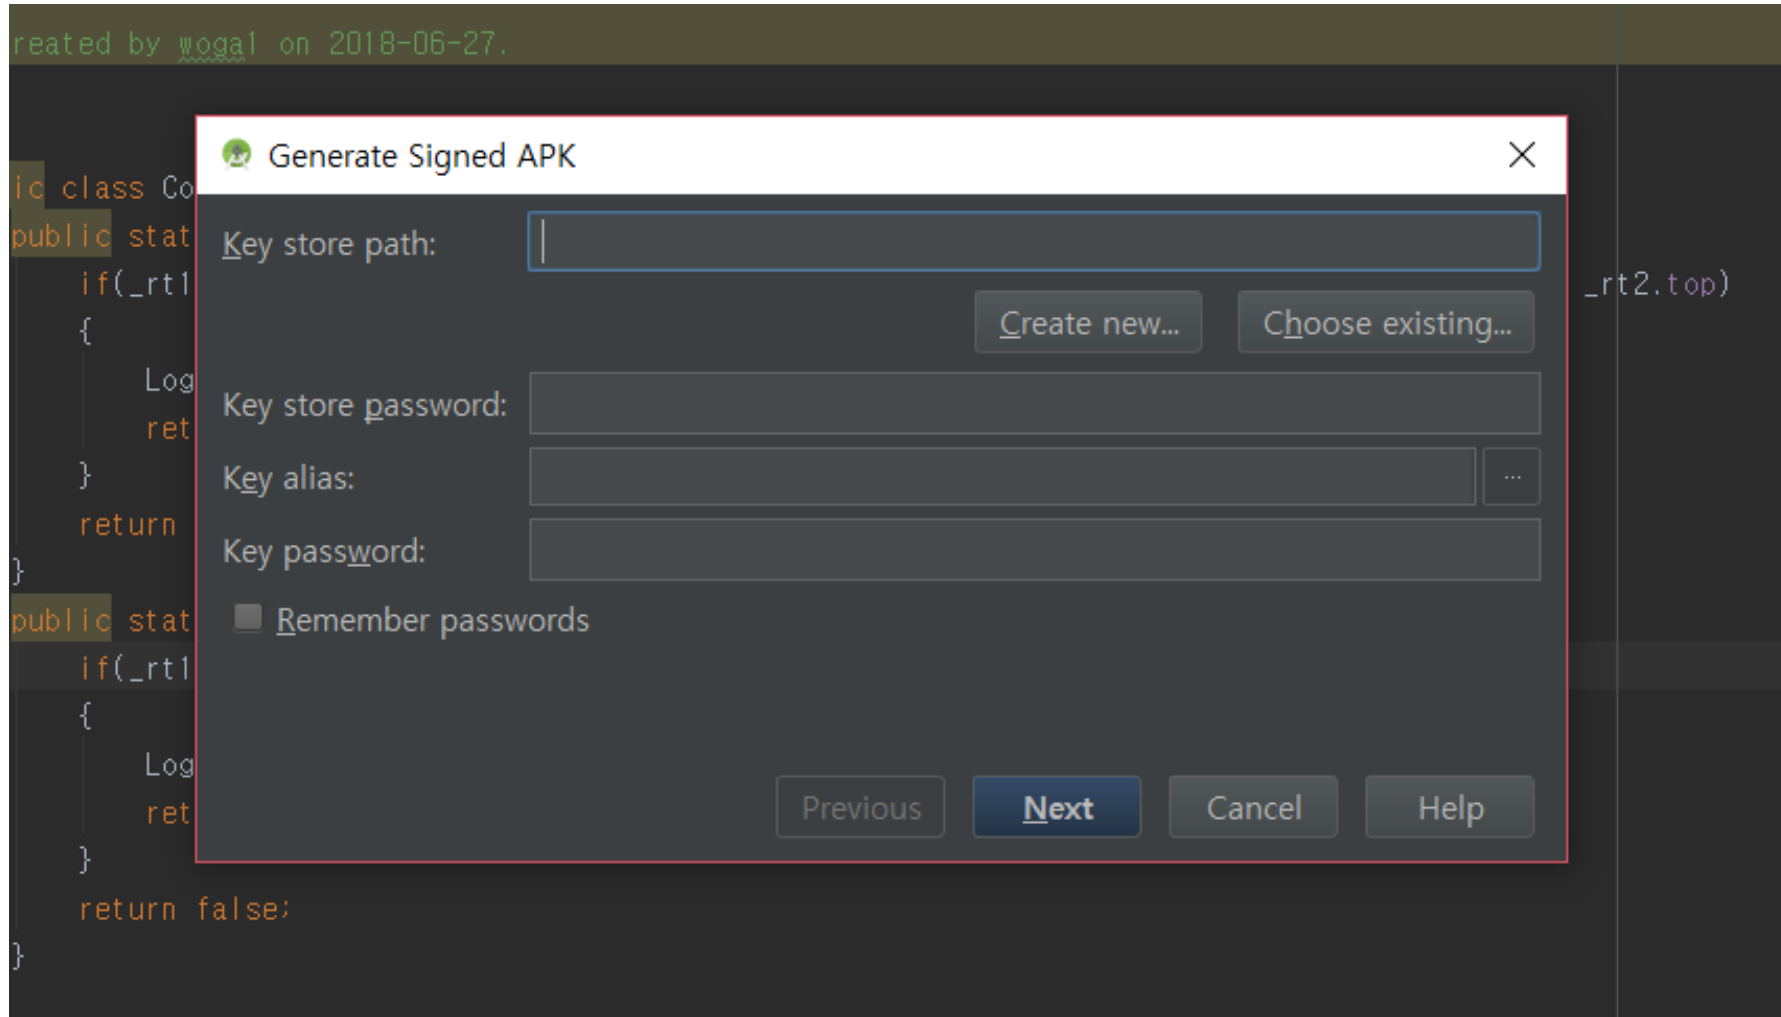 reated by woga1 on 2018-06-27.
Generate Signed APK
ic class Co
public stat
Key store path:
if(_rt1
_rt2.top)
{
Create new...
Choose existing...
Log
Key store password:
ret
}
Key alias:
...
return
Key password:
}
public stat
Remember passwords
if(_rt1
{
Log
Previous
Next
Cancel
Help
ret
}
return false;
}